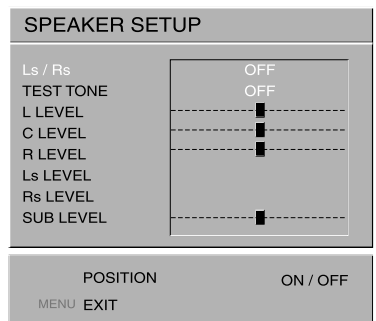 SPEAKER SETUP
Ls / Rs OFF
TEST TONE OFF
L LEVEL
C LEVEL
R LEVEL
Ls LEVEL
Rs LEVEL
SUB LEVEL
POSITION ON / OFF
MENU EXIT